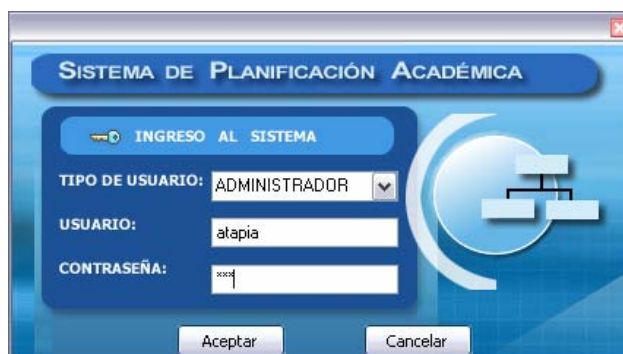 SISTEMA DE PLANIFICACIÓN ACADÉMICA
INGRESO AL SISTEMA
TIPO DE USUARIO: ADMINISTRADOR
USUARIO: atapia
CONTRASEÑA: ***
Aceptar Cancelar